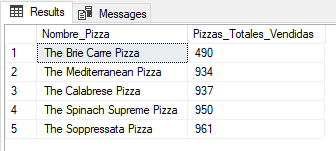 Results Messages
Nombre_Pizza Pizzas_Totales_Vendidas
1 The Brie Carre Pizza 490
2 The Mediterranean Pizza 934
3 The Calabrese Pizza 937
4 The Spinach Supreme Pizza 950
5 The Soppressata Pizza 961